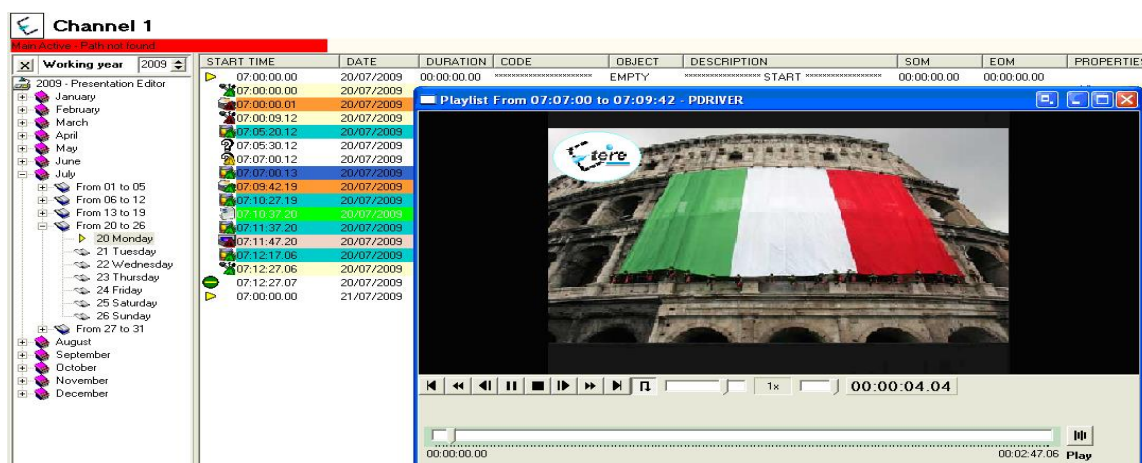 Channel 1
Main Active - Path not found
Working year 2009
2009 - Presentation Editor
January
February
March
April
May
June
July
From 01 to 05
From 06 to 12
From 13 to 19
From 20 to 26
20 Monday
21 Tuesday
22 Wednesday
23 Thursday
24 Friday
25 Saturday
26 Sunday
From 27 to 31
August
September
October
November
December
START TIME DATE DURATION CODE OBJECT DESCRIPTION SOM EOM PROPERTIES
07:00:00.00 20/07/2009 00:00:00.00 EMPTY START 00:00:00.00 00:00:00.00
07:00:00.00 20/07/2009
07:00:00.01 20/07/2009
07:00:09.12 20/07/2009
07:05:20.12 20/07/2009
07:05:30.12 20/07/2009
07:07:00.12 20/07/2009
07:07:00.13 20/07/2009
07:09:42.19 20/07/2009
07:10:27.19 20/07/2009
07:10:37.20 20/07/2009
07:11:37.20 20/07/2009
07:11:47.20 20/07/2009
07:12:17.06 20/07/2009
07:12:27.06 20/07/2009
07:12:27.07 20/07/2009
07:00:00.00 21/07/2009
Playlist From 07:07:00 to 07:09:42 - PDRIVER
Etere
1x
00:00:04.04
00:00:00.00
00:02:47.06
Play